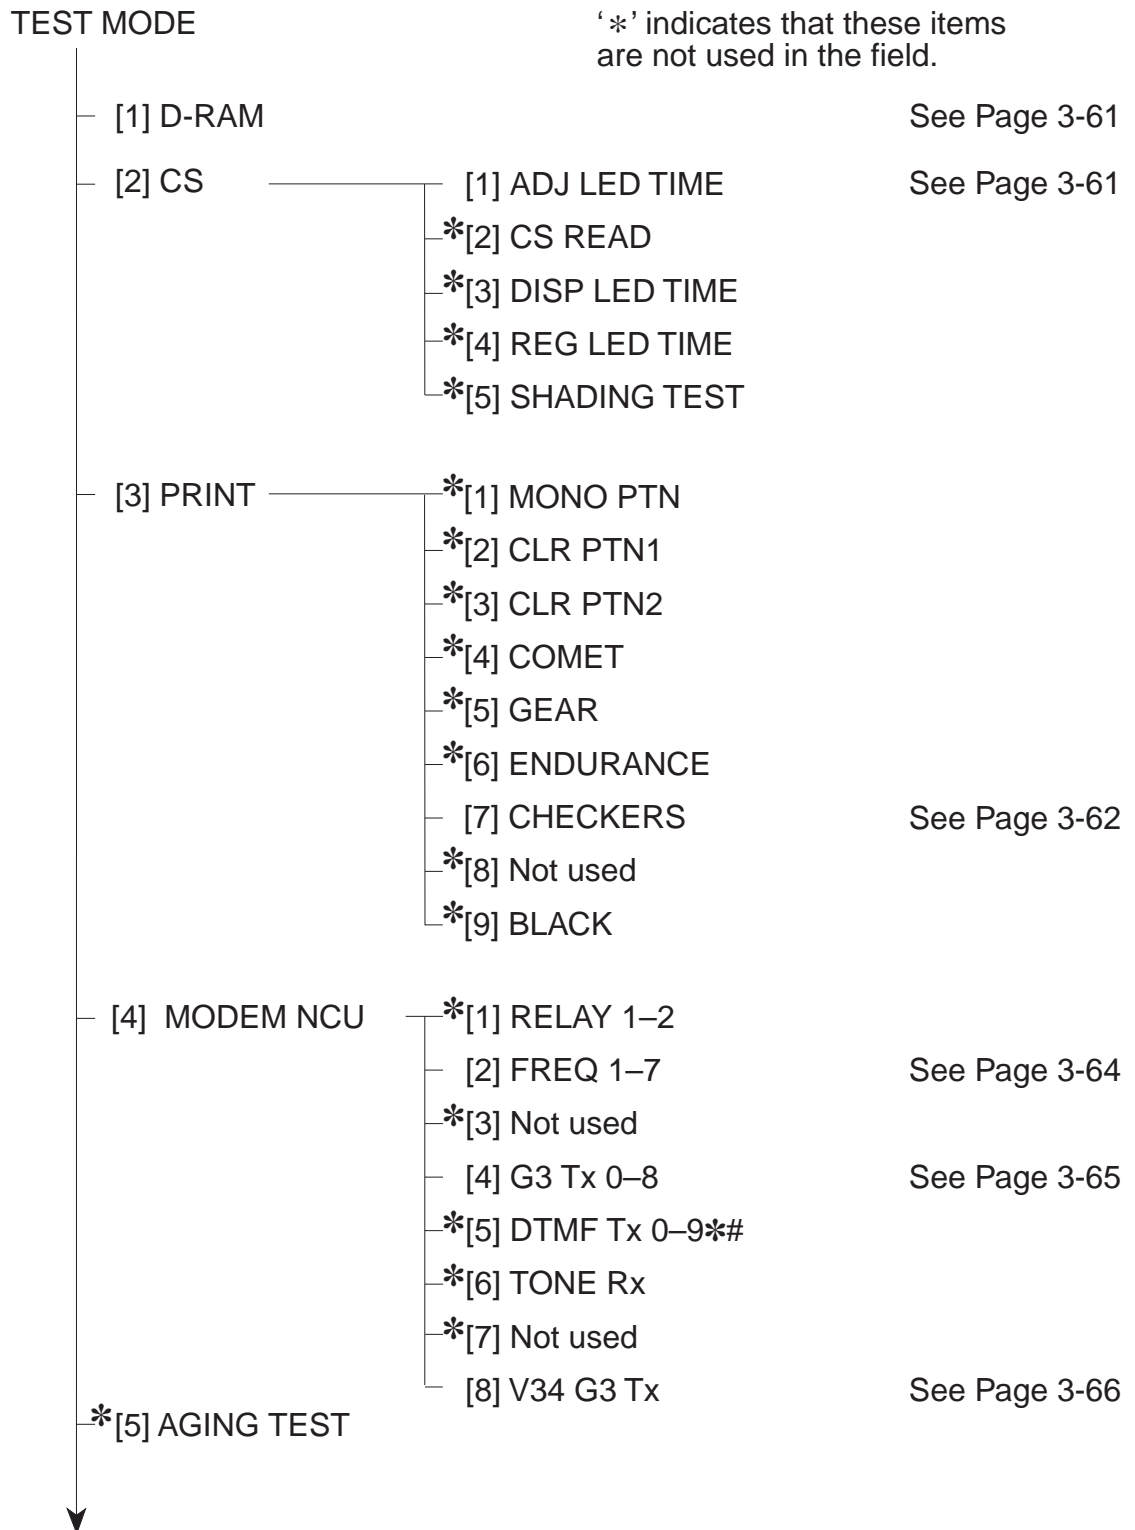 TEST MODE
‘✻’ indicates that these items
are not used in the field.
[1] D-RAM See Page 3-61
[2] CS [1] ADJ LED TIME See Page 3-61
✻[2] CS READ
✻[3] DISP LED TIME
✻[4] REG LED TIME
✻[5] SHADING TEST
[3] PRINT ✻[1] MONO PTN
✻[2] CLR PTN1
✻[3] CLR PTN2
✻[4] COMET
✻[5] GEAR
✻[6] ENDURANCE
[7] CHECKERS See Page 3-62
✻[8] Not used
✻[9] BLACK
[4] MODEM NCU ✻[1] RELAY 1–2
[2] FREQ 1–7 See Page 3-64
✻[3] Not used
[4] G3 Tx 0–8 See Page 3-65
✻[5] DTMF Tx 0–9✻#
✻[6] TONE Rx
✻[7] Not used
[8] V34 G3 Tx See Page 3-66
✻[5] AGING TEST